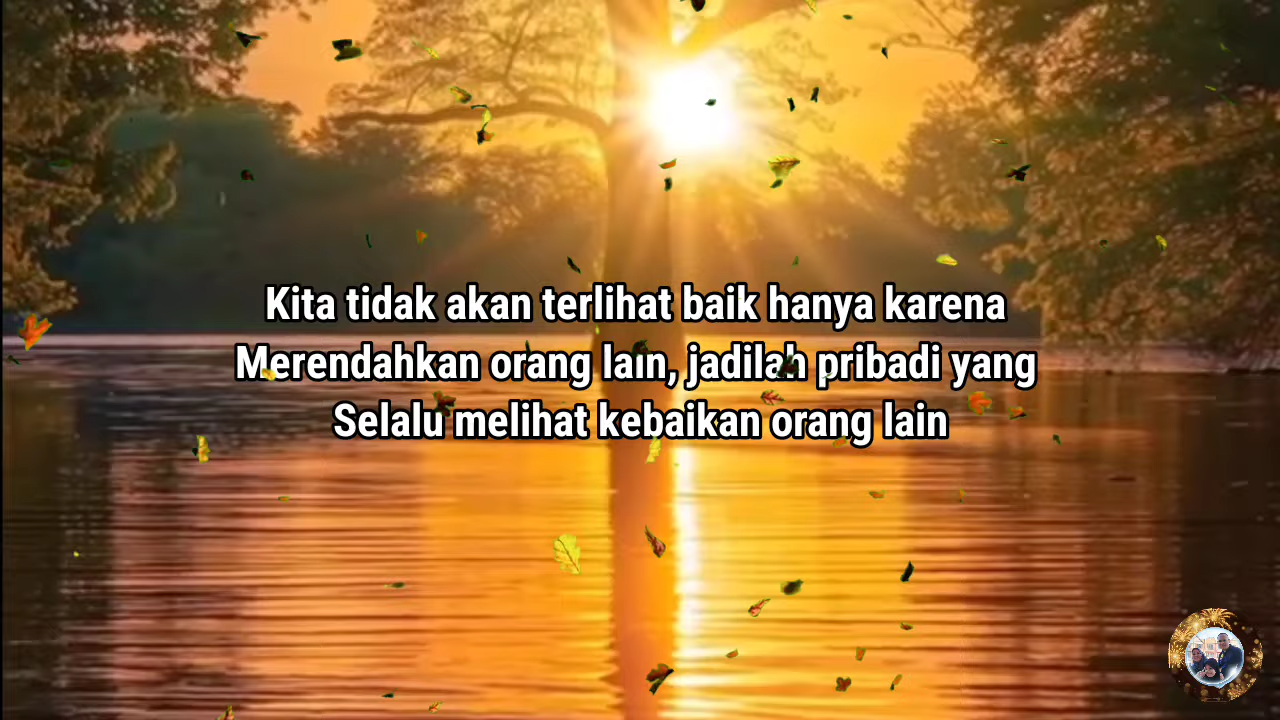 Kita tidak akan terlihat baik hanya karena
Merendahkan orang lain, jadilah pribadi yang
Selalu melihat kebaikan orang lain